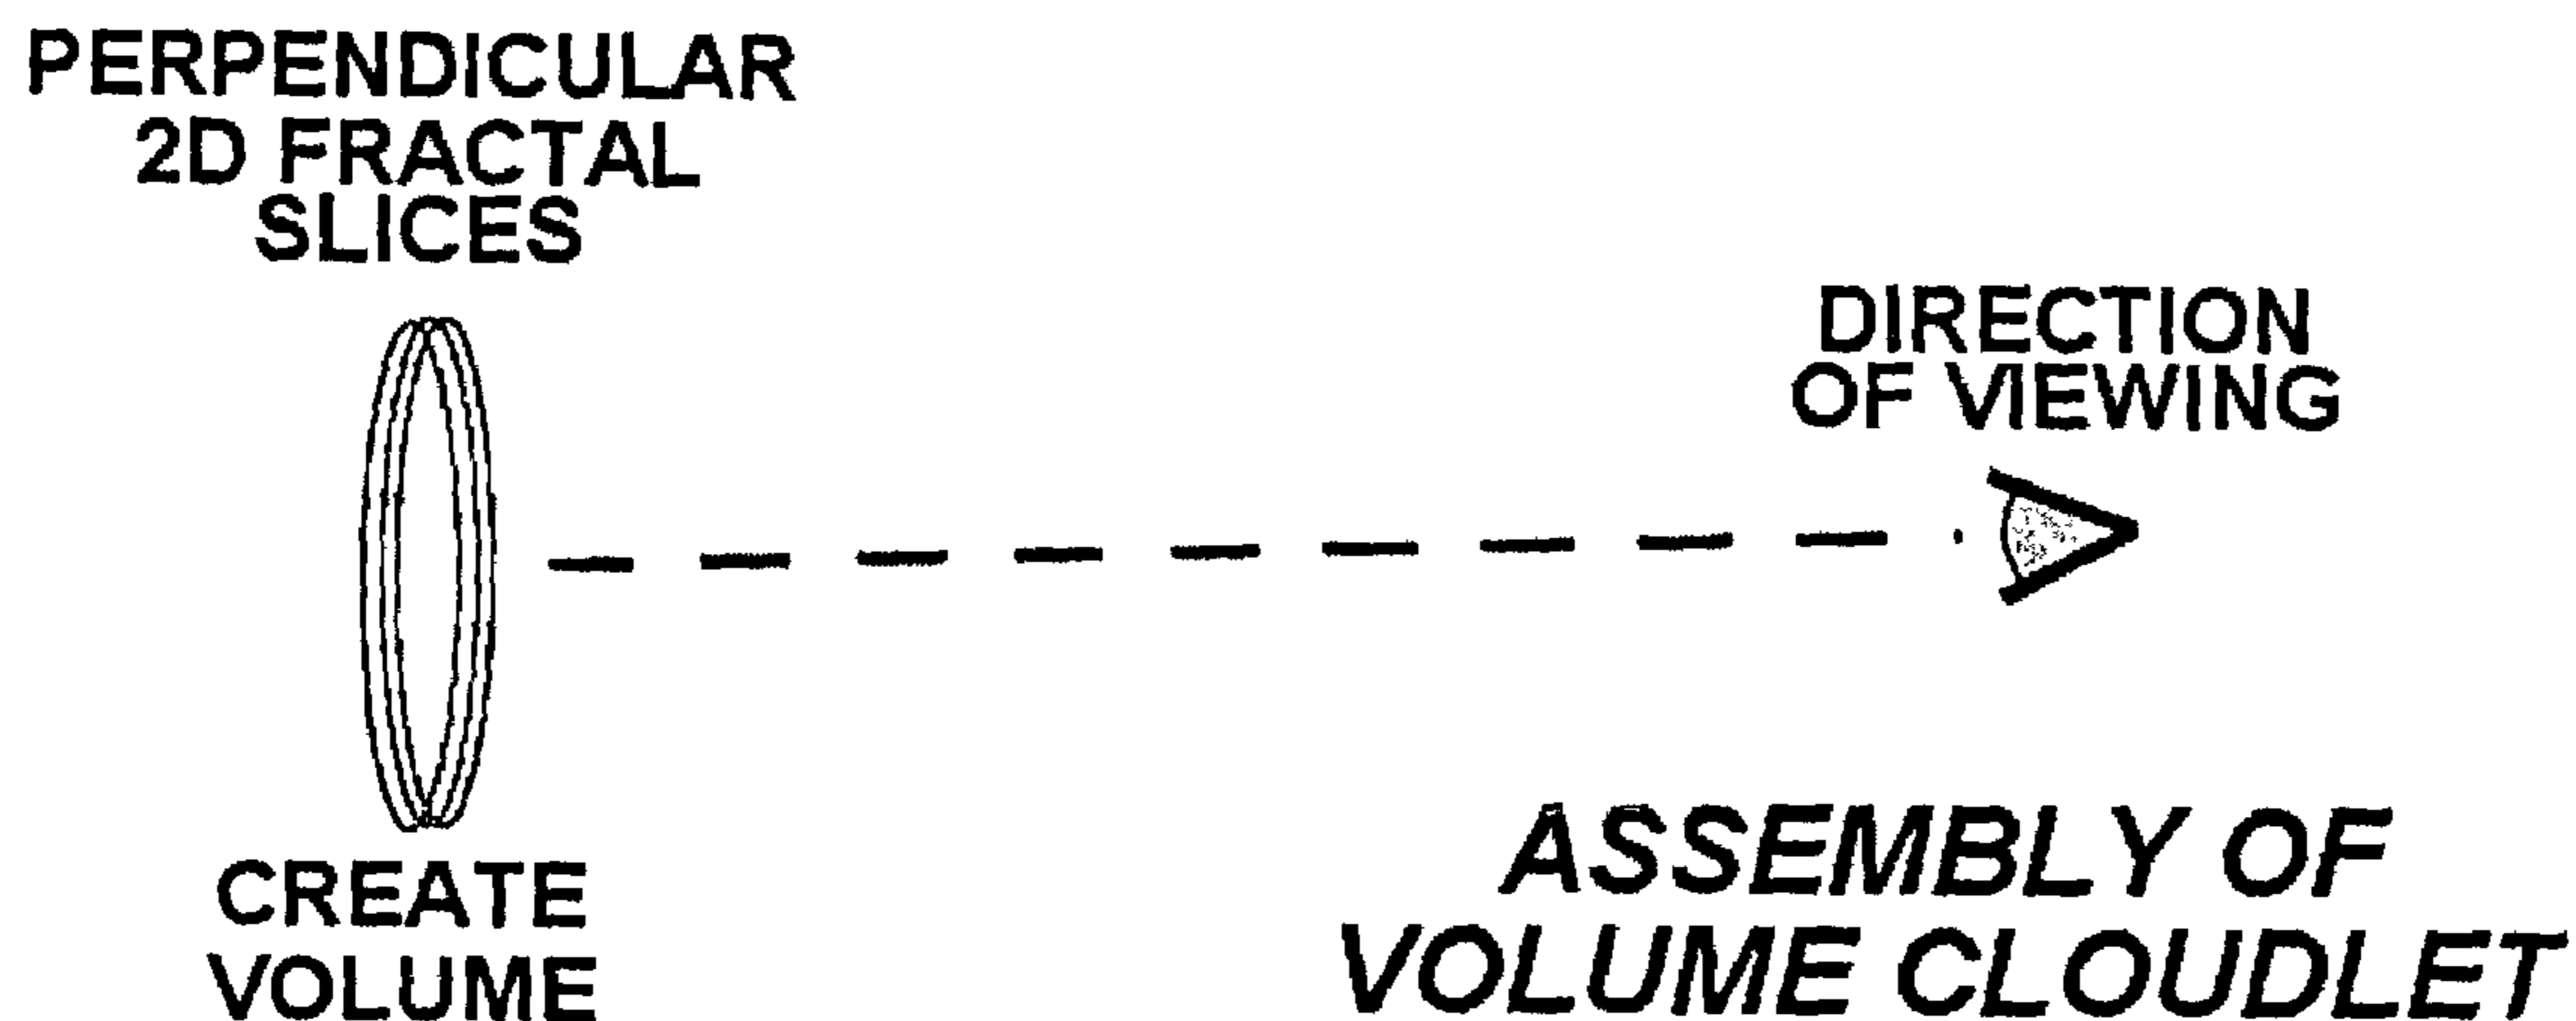 PERPENDICULAR
2D FRACTAL
SLICES
DIRECTION
OF VIEWING
CREATE
VOLUME
ASSEMBLY OF
VOLUME CLOUDLET